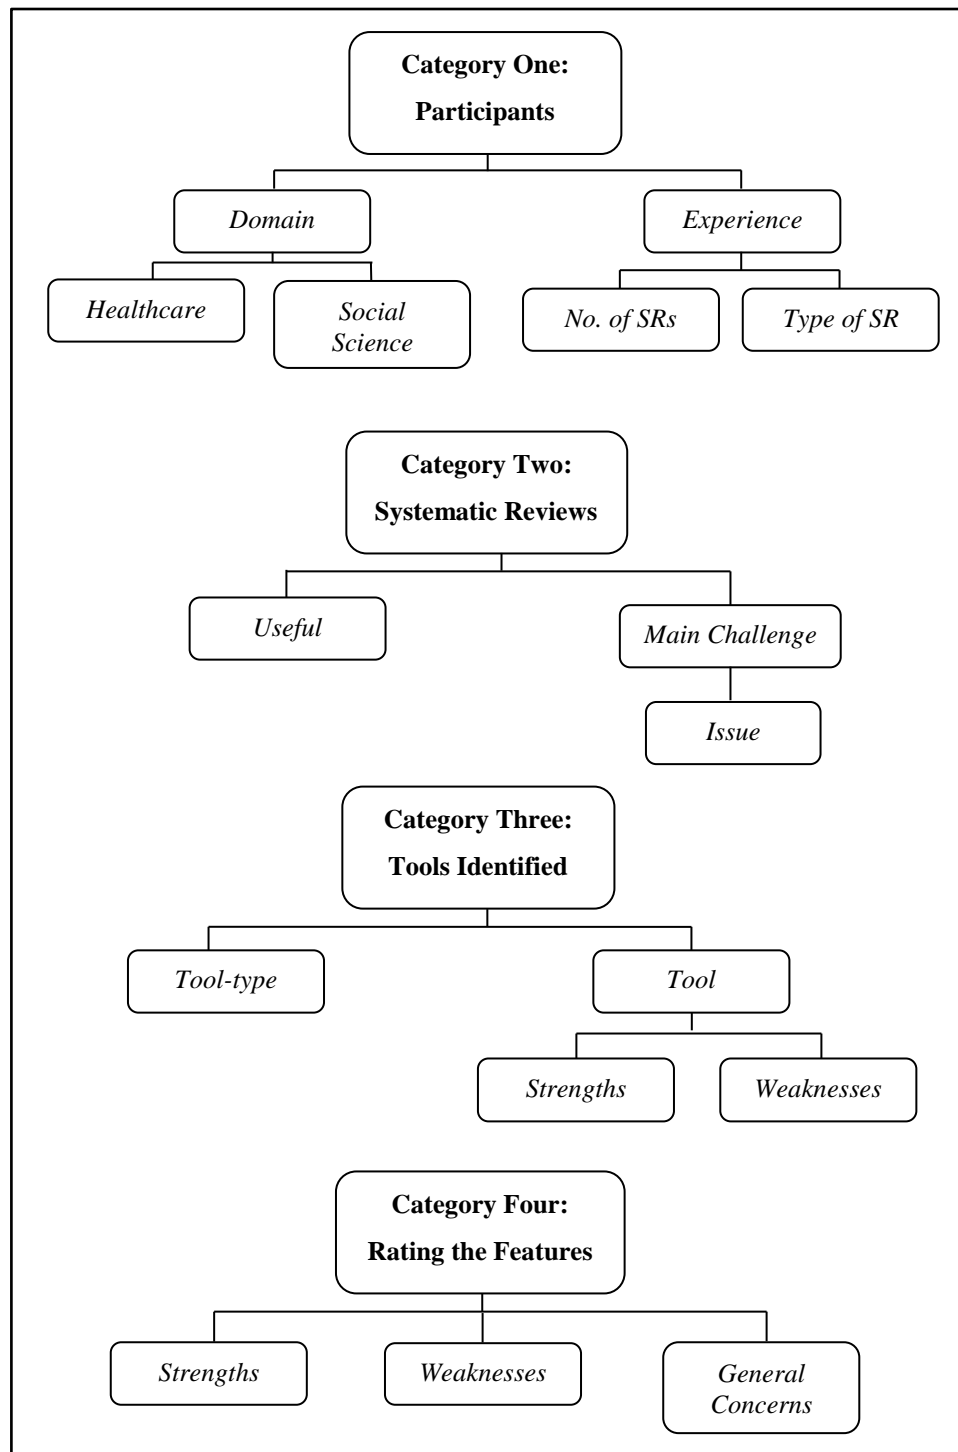 Category One:
Participants
Domain
Experience
Healthcare
Social
Science
No. of SRs
Type of SR
Category Two:
Systematic Reviews
Useful
Main Challenge
Issue
Category Three:
Tools Identified
Tool-type
Tool
Strengths
Weaknesses
Category Four:
Rating the Features
Strengths
Weaknesses
General
Concerns